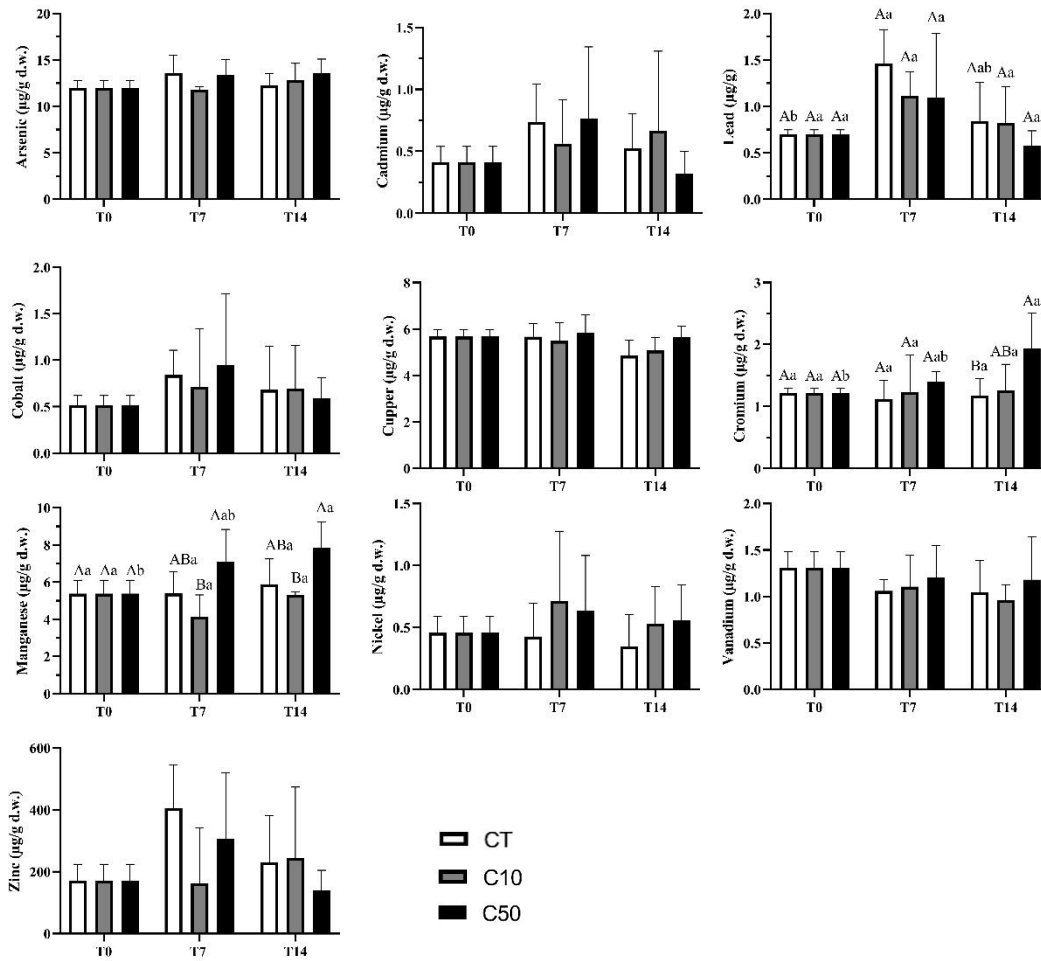 Arsenic (µg/g d.w.)
20
15
10
5
0
T0 T7 T14
Cadmium (µg/g d.w.)
1.5
1.0
0.5
0.0
T0 T7 T14
Lead (µg/g)
2.0
1.5
1.0
0.5
0.0
Ab Aa Aa
Aa Aa Aa
Aab Aa Aa
T0 T7 T14
Cobalt (µg/g d.w.)
2.0
1.5
1.0
0.5
0.0
T0 T7 T14
Cupper (µg/g d.w.)
8
6
4
2
0
T0 T7 T14
Cromium (µg/g d.w.)
3
2
1
0
Aa Aa Ab
Aa Aa Aab
Ba ABa Aa
T0 T7 T14
Manganese (µg/g d.w.)
10
8
6
4
2
0
Aa Aa Ab
ABa Ba Aab
ABa Ba Aa
T0 T7 T14
Nickel (µg/g d.w.)
1.5
1.0
0.5
0.0
T0 T7 T14
Vanadium (µg/g d.w.)
2.0
1.5
1.0
0.5
0.0
T0 T7 T14
Zinc (µg/g d.w.)
600
400
200
0
T0 T7 T14
CT
C10
C50